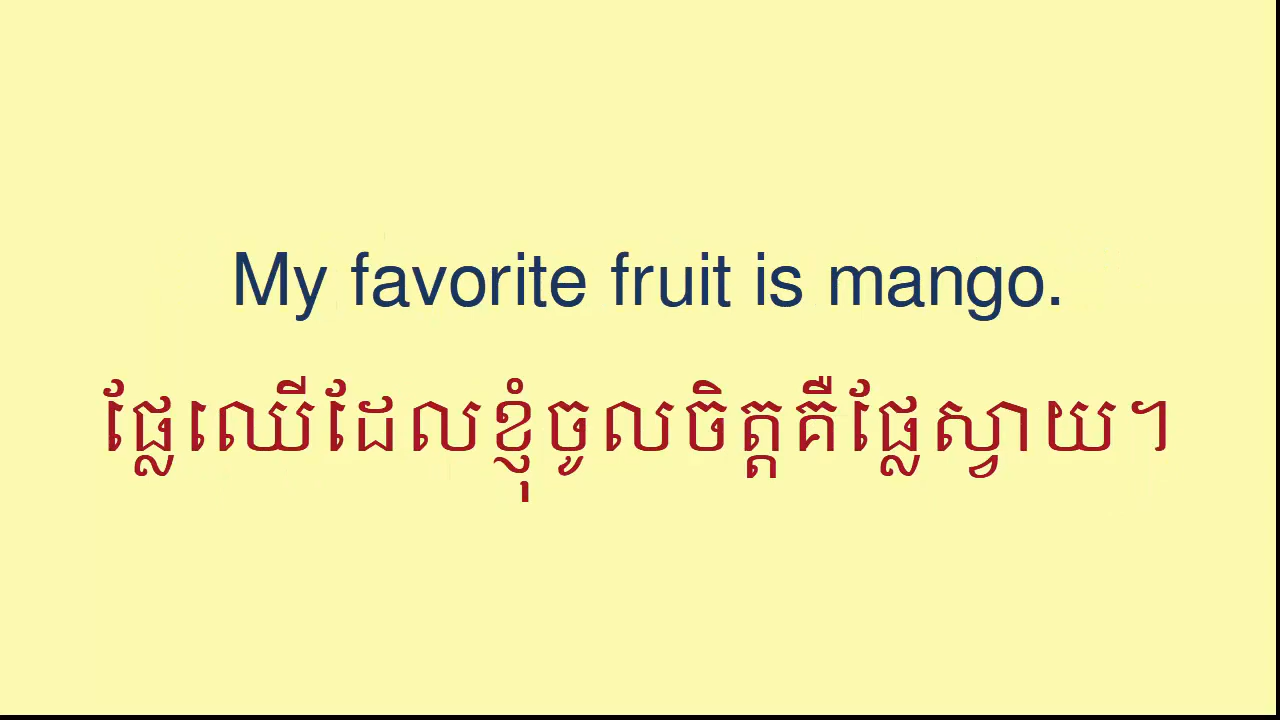 My favorite fruit is mango.
ផ្លែឈើដែលខ្ញុំចូលចិត្តគឺផ្លែស្វាយ។